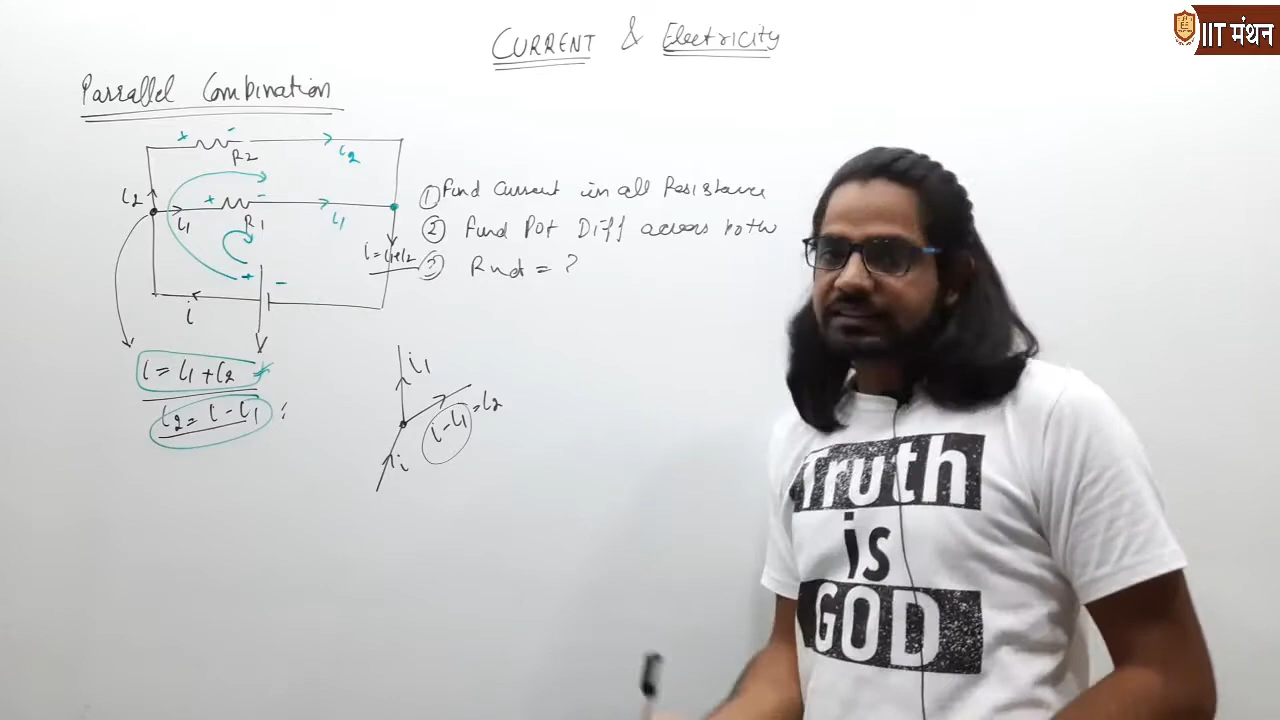 IIT मंथन
CURRENT & Electricity
Parrallel Combination
+ -
R2
i2
i2
+ -
i1
R1
i1
i = i1+i2
+ -
i
① Find Current in all Resistance
② Find Pot Diff across both
③ Rnet = ?
i = i1 + i2
i2 = i - i1
i1
i - i1 = i2
i
Truth
is
GOD